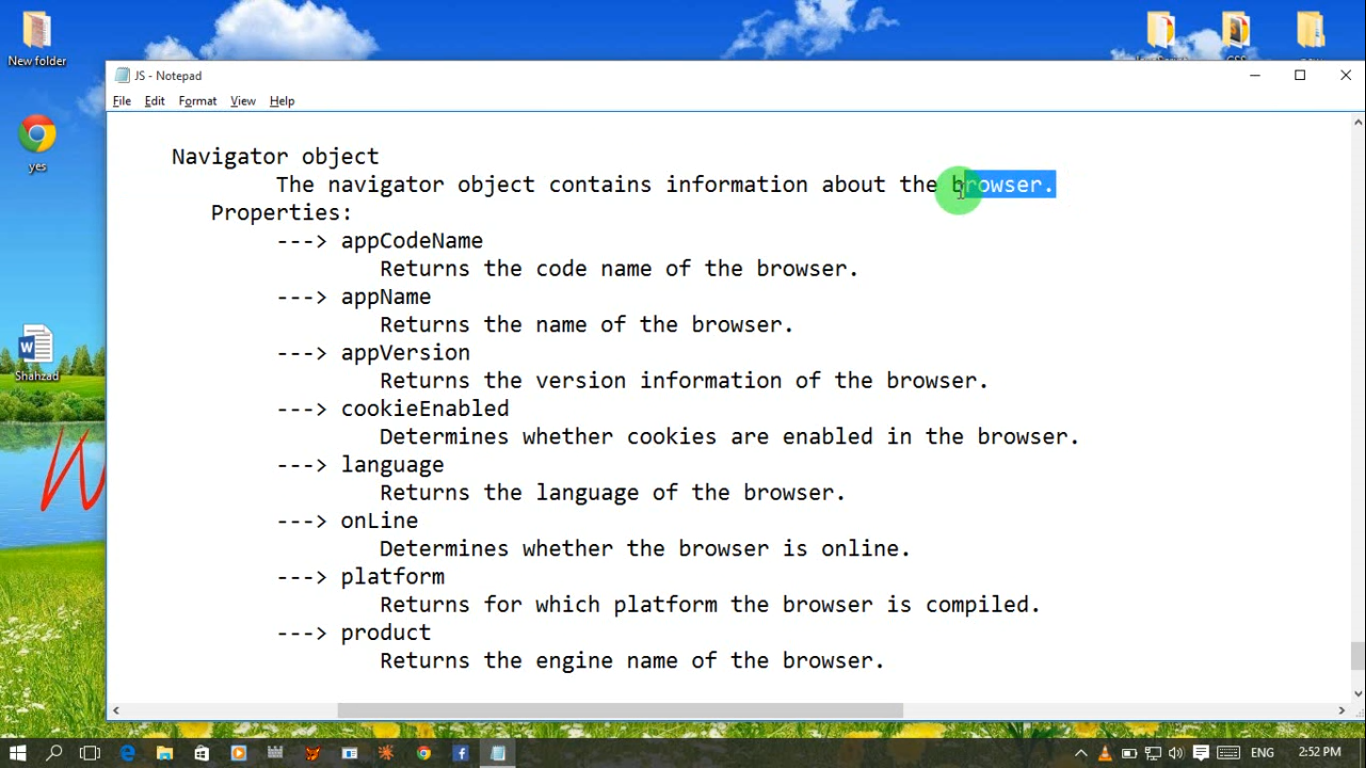 New folder
yes
Shahzad
JS - Notepad
File Edit Format View Help
Navigator object
The navigator object contains information about the browser.
Properties:
---> appCodeName
Returns the code name of the browser.
---> appName
Returns the name of the browser.
---> appVersion
Returns the version information of the browser.
---> cookieEnabled
Determines whether cookies are enabled in the browser.
---> language
Returns the language of the browser.
---> onLine
Determines whether the browser is online.
---> platform
Returns for which platform the browser is compiled.
---> product
Returns the engine name of the browser.
ENG 2:52 PM